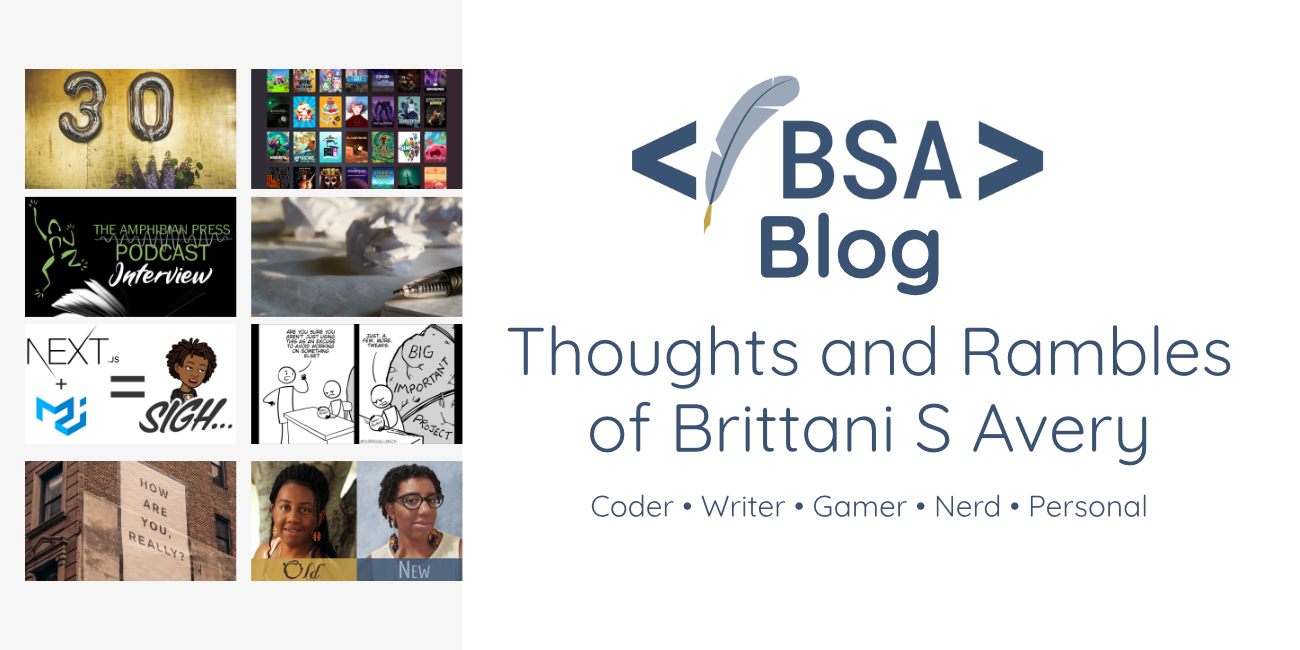 30
THE AMPHIBIAN PRESS
PODCAST
Interview
NEXT.JS
+
=
SIGH...
ARE YOU SURE YOU
AREN'T JUST USING
THIS AS AN EXCUSE
TO AVOID WORKING
ON SOMETHING
ELSE?
JUST. A.
FEW. MORE.
TWEAKS.
BIG
IMPORTANT
PROJECT
HOW
ARE
YOU,
REALLY?
Old
NEW
<BSA>
Blog
Thoughts and Rambles
of Brittani S Avery
Coder • Writer • Gamer • Nerd • Personal